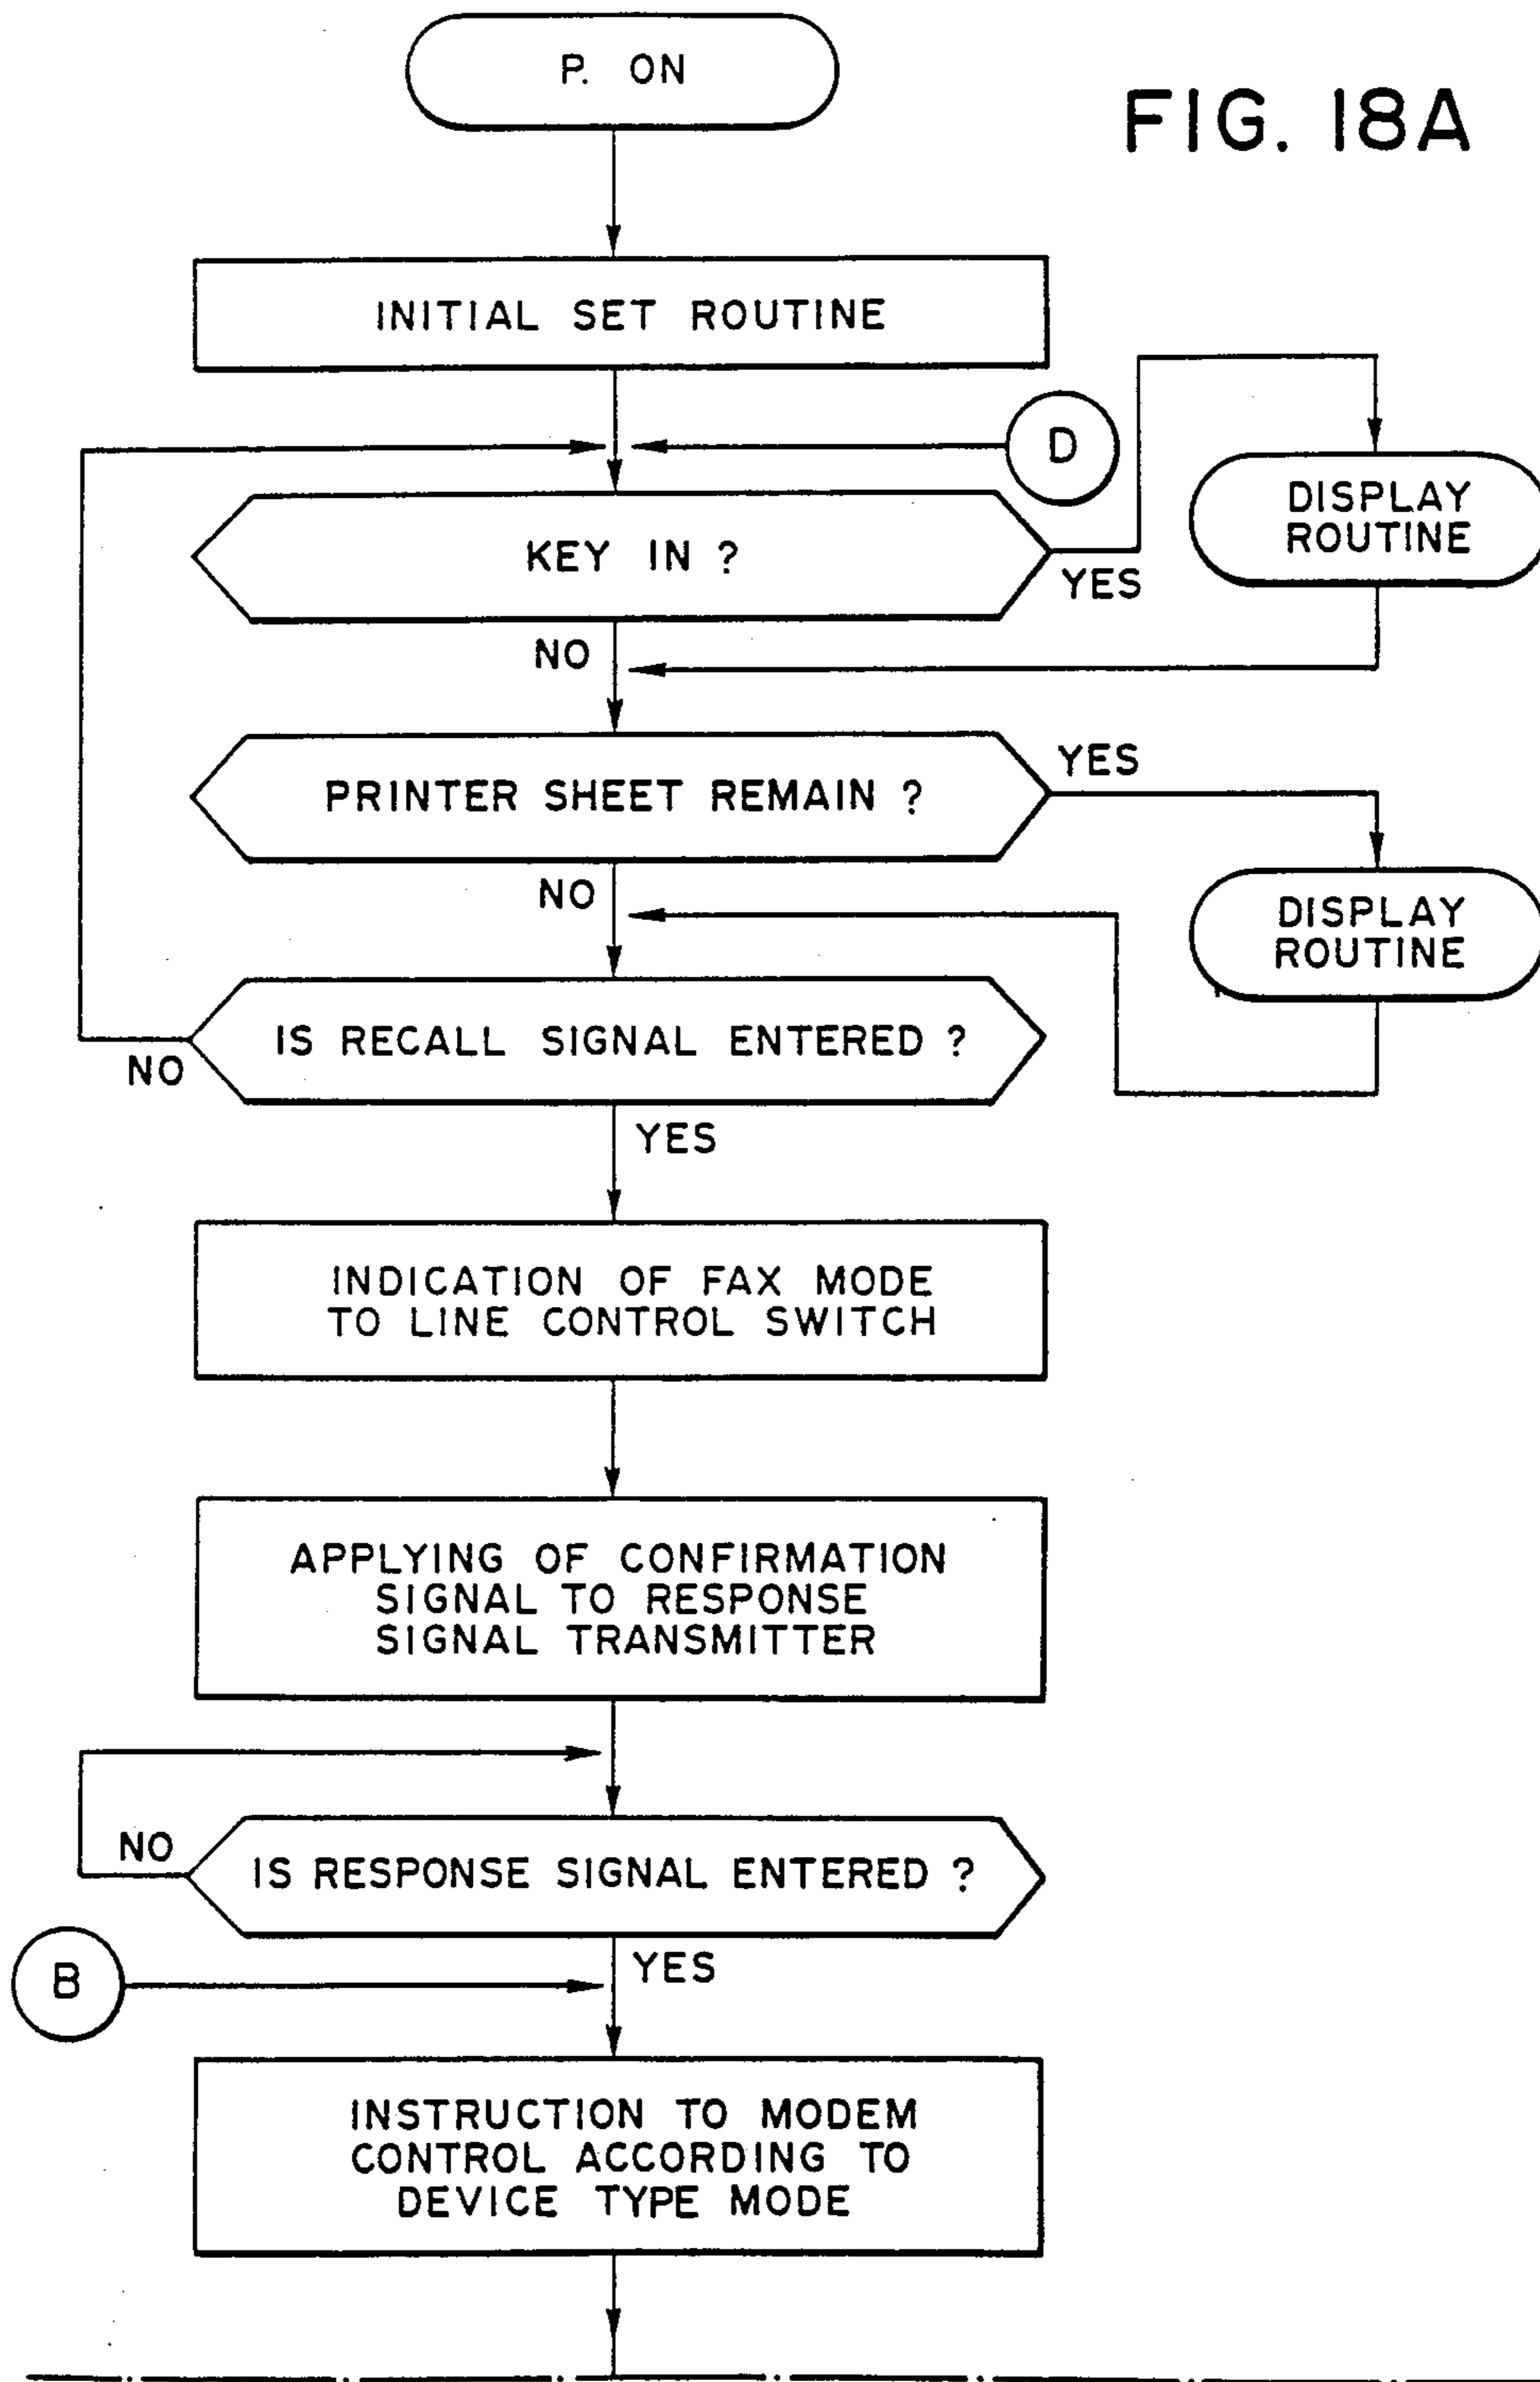 P. ON
FIG. 18A
INITIAL SET ROUTINE
D
DISPLAY
ROUTINE
KEY IN ?
YES
NO
PRINTER SHEET REMAIN ?
YES
NO
DISPLAY
ROUTINE
IS RECALL SIGNAL ENTERED ?
NO
YES
INDICATION OF FAX MODE
TO LINE CONTROL SWITCH
APPLYING OF CONFIRMATION
SIGNAL TO RESPONSE
SIGNAL TRANSMITTER
NO
IS RESPONSE SIGNAL ENTERED ?
YES
B
INSTRUCTION TO MODEM
CONTROL ACCORDING TO
DEVICE TYPE MODE